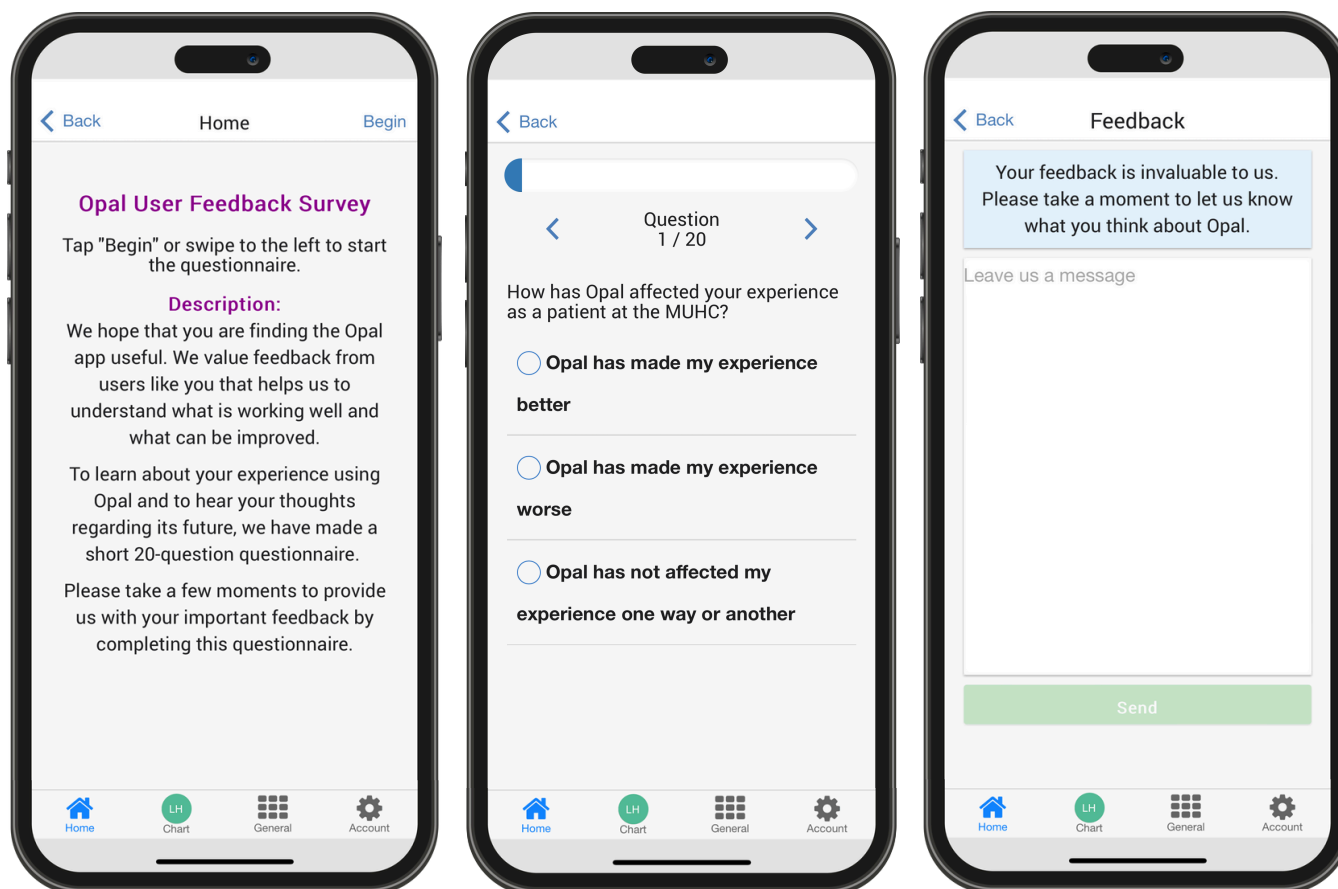 Back
Home
Begin
Opal User Feedback Survey
Tap "Begin" or swipe to the left to start
the questionnaire.
Description:
We hope that you are finding the Opal
app useful. We value feedback from
users like you that helps us to
understand what is working well and
what can be improved.
To learn about your experience using
Opal and to hear your thoughts
regarding its future, we have made a
short 20-question questionnaire.
Please take a few moments to provide
us with your important feedback by
completing this questionnaire.
Home
LH
Chart
General
Account
Back
Question
1 / 20
How has Opal affected your experience
as a patient at the MUHC?
Opal has made my experience
better
Opal has made my experience
worse
Opal has not affected my
experience one way or another
Home
LH
Chart
General
Account
Back
Feedback
Your feedback is invaluable to us.
Please take a moment to let us know
what you think about Opal.
Leave us a message
Send
Home
LH
Chart
General
Account